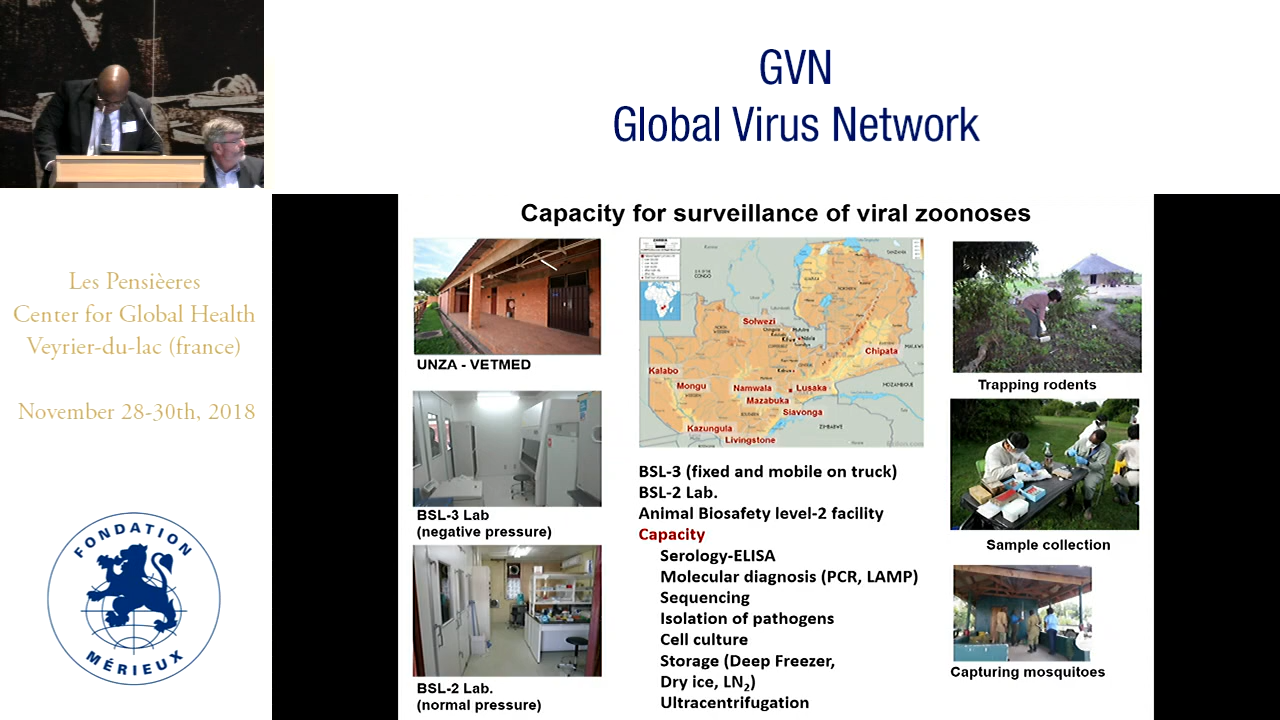 GVN
Global Virus Network
Les Pensièeres
Center for Global Health
Veyrier-du-lac (france)
November 28-30th, 2018
FONDATION
MÉRIEUX
Capacity for surveillance of viral zoonoses
UNZA - VETMED
BSL-3 Lab
(negative pressure)
BSL-2 Lab.
(normal pressure)
Solwezi
Chipata
Kalabo
Mongu
Namwala
Lusaka
Mazabuka
Siavonga
Kazungula
Livingstone
BSL-3 (fixed and mobile on truck)
BSL-2 Lab.
Animal Biosafety level-2 facility
Capacity
Serology-ELISA
Molecular diagnosis (PCR, LAMP)
Sequencing
Isolation of pathogens
Cell culture
Storage (Deep Freezer,
Dry ice, LN2)
Ultracentrifugation
Trapping rodents
Sample collection
Capturing mosquitoes